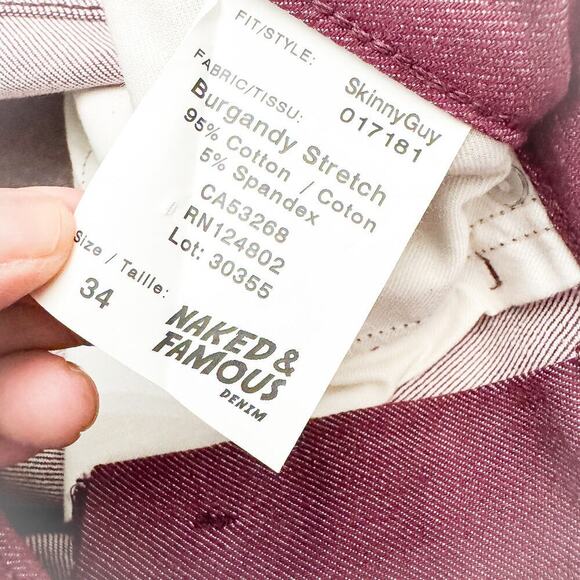 FIT/STYLE: SkinnyGuy
017181
FABRIC/TISSU:
Burgandy Stretch
95% Cotton / Coton
5% Spandex
CA53268
RN124802
Lot: 30355
Size / Taille:
34
NAKED &
FAMOUS
DENIM